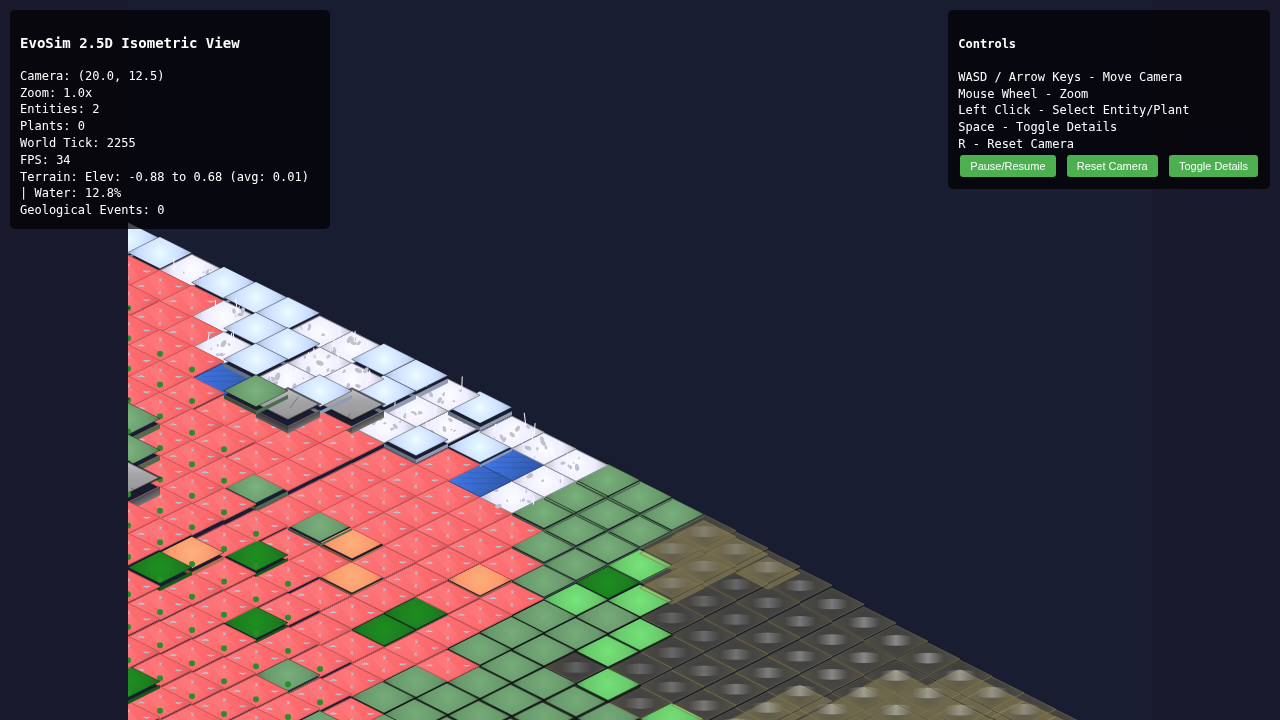 EvoSim 2.5D Isometric View
Camera: (20.0, 12.5)
Zoom: 1.0x
Entities: 2
Plants: 0
World Tick: 2255
FPS: 34
Terrain: Elev: -0.88 to 0.68 (avg: 0.01)
| Water: 12.8%
Geological Events: 0
Controls
WASD / Arrow Keys - Move Camera
Mouse Wheel - Zoom
Left Click - Select Entity/Plant
Space - Toggle Details
R - Reset Camera
Pause/Resume Reset Camera Toggle Details